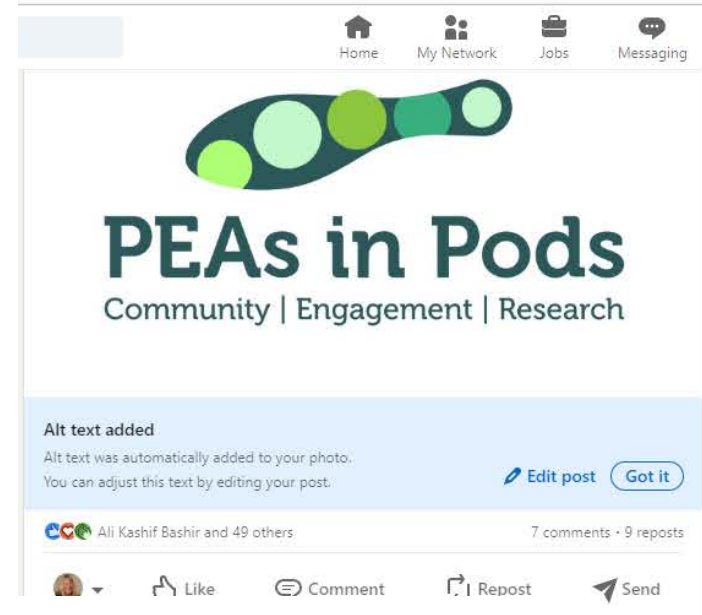 Home My Network Jobs Messaging
PEAs in Pods
Community | Engagement | Research
Alt text added
Alt text was automatically added to your photo.
You can adjust this text by editing your post.
Edit post Got it
Ali Kashif Bashir and 49 others 7 comments · 9 reposts
Like Comment Repost Send